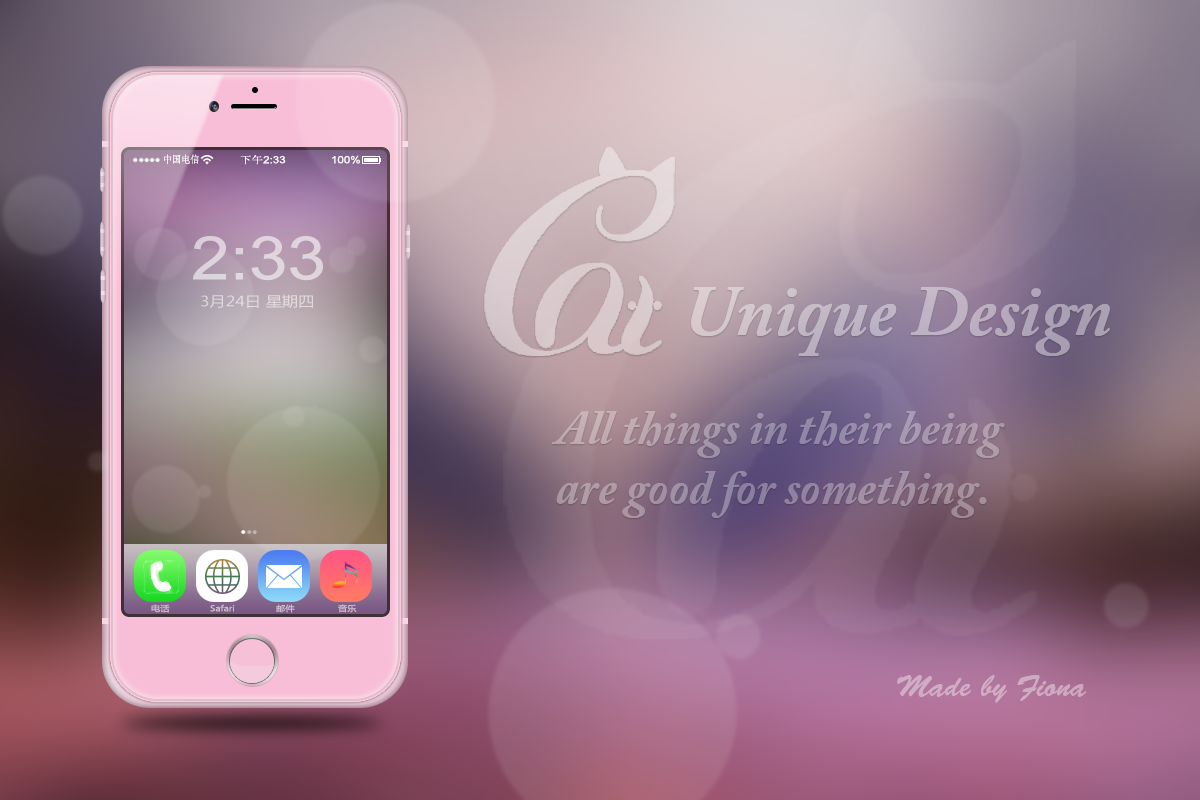 中国电信 下午2:33 100%
2:33
3月24日 星期四
电话 Safari 邮件 音乐
Cai Unique Design
All things in their being
are good for something.
Made by Fiona